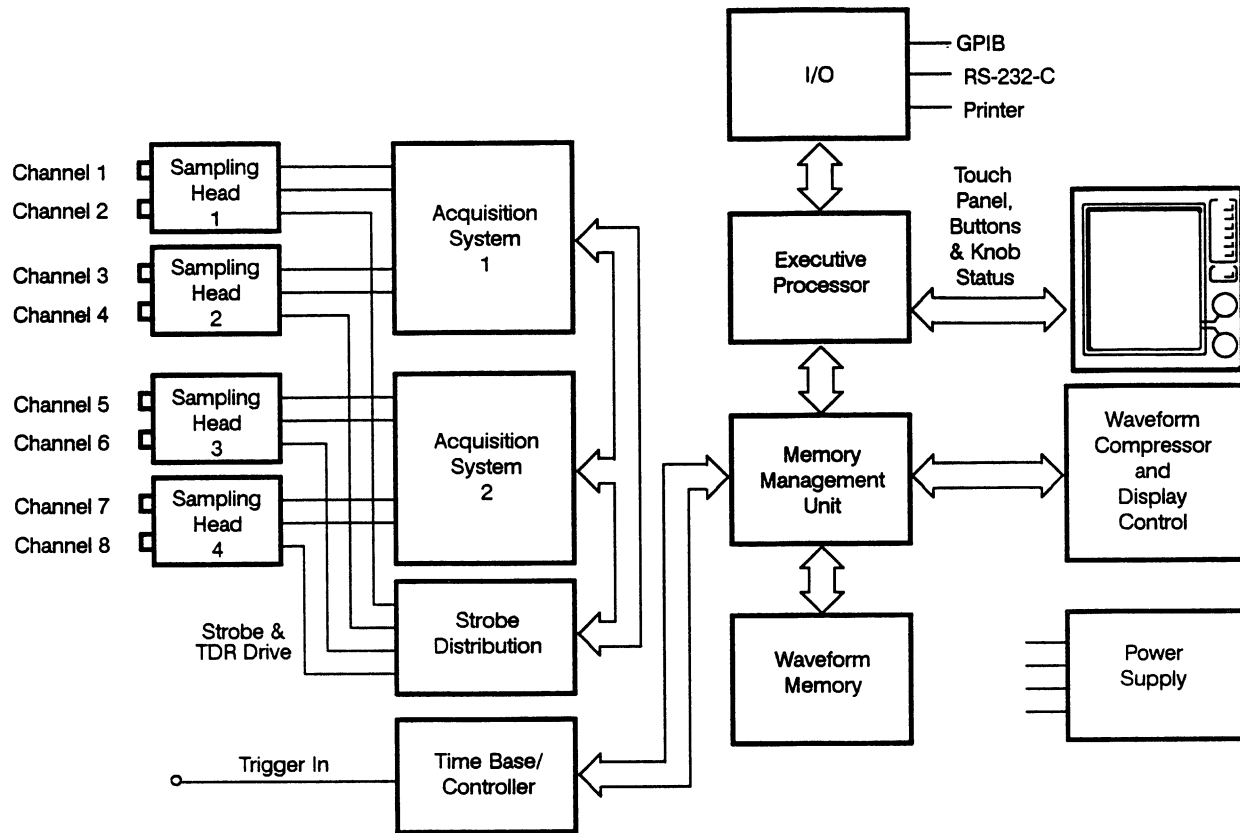 GPIB
I/O
RS-232-C
Printer
Channel 1
Channel 2
Sampling
Head
1
Channel 3
Channel 4
Sampling
Head
2
Acquisition
System
1
Channel 5
Channel 6
Sampling
Head
3
Channel 7
Channel 8
Sampling
Head
4
Acquisition
System
2
Strobe &
TDR Drive
Strobe
Distribution
Trigger In
Time Base/
Controller
Executive
Processor
Touch
Panel,
Buttons
& Knob
Status
Memory
Management
Unit
Waveform
Compressor
and
Display
Control
Waveform
Memory
Power
Supply